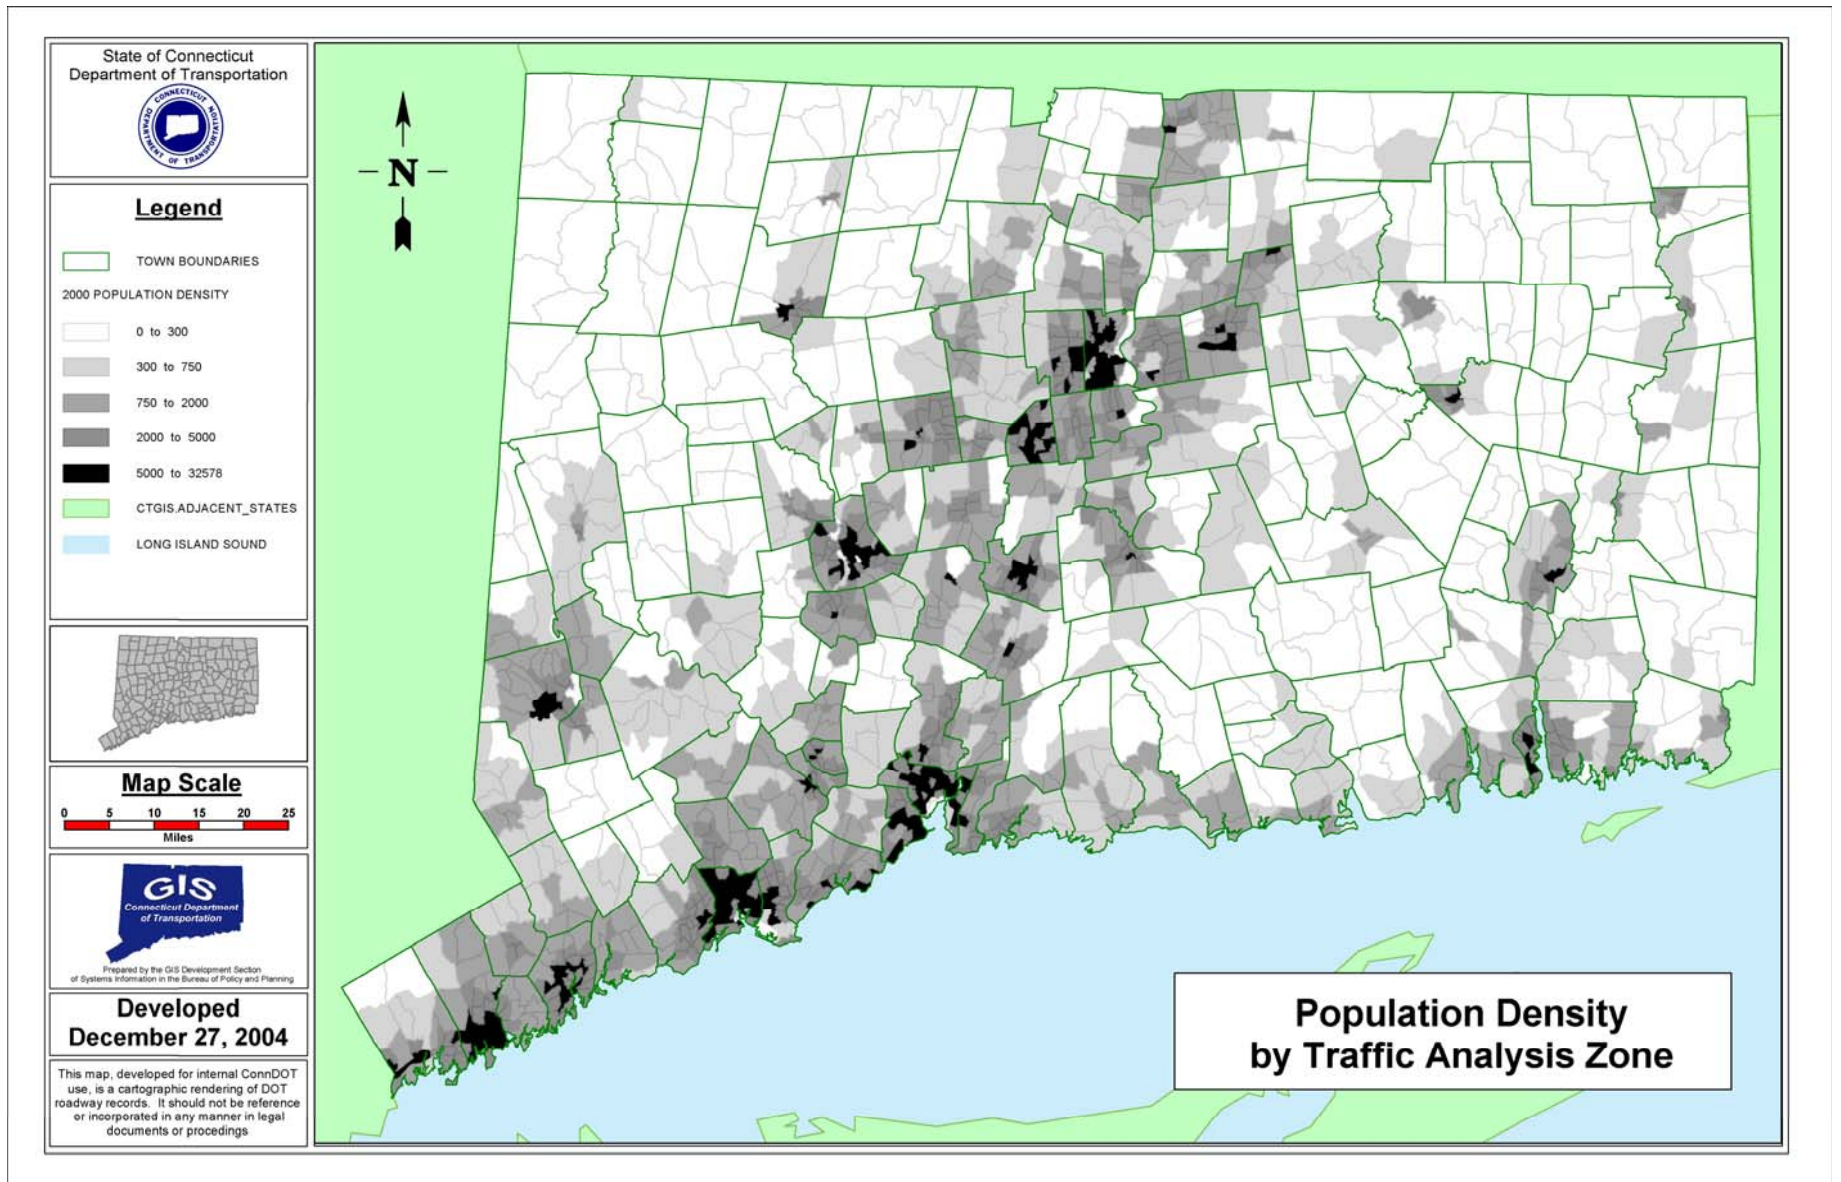 State of Connecticut
Department of Transportation
CONNECTICUT
DEPARTMENT OF TRANSPORTATION
Legend
TOWN BOUNDARIES
2000 POPULATION DENSITY
0 to 300
300 to 750
750 to 2000
2000 to 5000
5000 to 32578
CTGIS.ADJACENT_STATES
LONG ISLAND SOUND
Map Scale
0 5 10 15 20 25
Miles
GIS
Connecticut Department
of Transportation
Prepared by the GIS Development Section
of Systems Information in the Bureau of Policy and Planning
Developed
December 27, 2004
This map, developed for internal ConnDOT
use, is a cartographic rendering of DOT
roadway records. It should not be reference
or incorporated in any manner in legal
documents or procedings
N
Population Density
by Traffic Analysis Zone